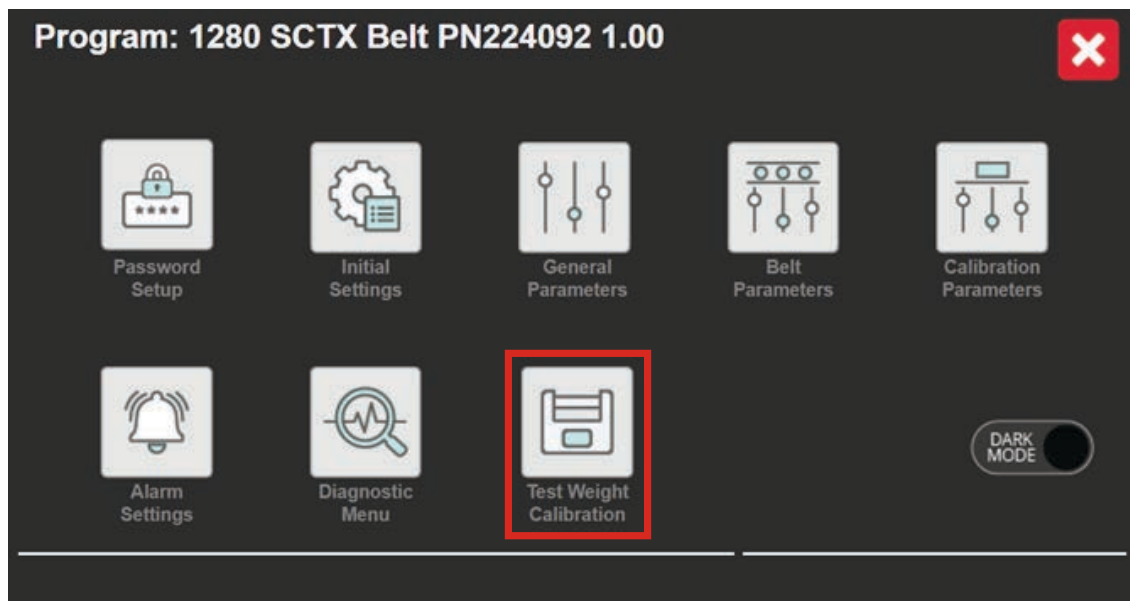 Program: 1280 SCTX Belt PN224092 1.00
****
Password
Setup
Initial
Settings
General
Parameters
Belt
Parameters
Calibration
Parameters
Alarm
Settings
Diagnostic
Menu
Test Weight
Calibration
DARK
MODE